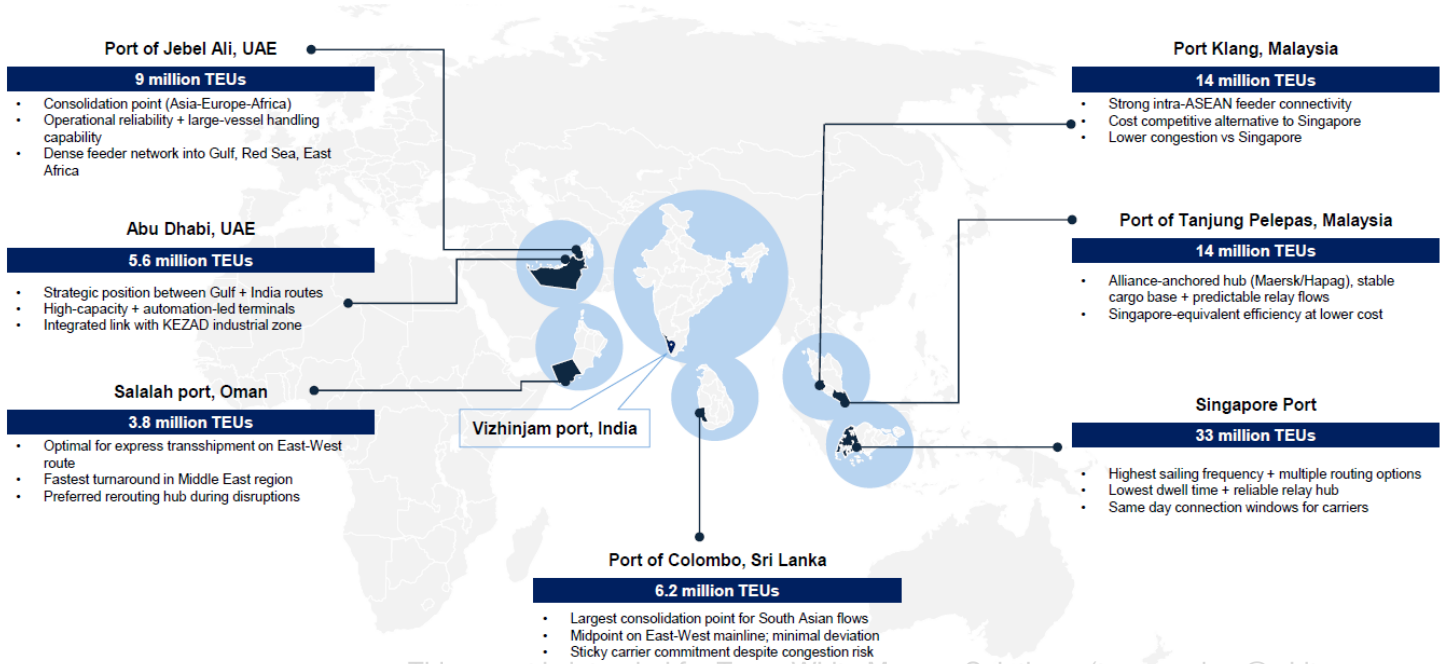 Port of Jebel Ali, UAE
9 million TEUs
• Consolidation point (Asia-Europe-Africa)
• Operational reliability + large-vessel handling
capability
• Dense feeder network into Gulf, Red Sea, East
Africa
Abu Dhabi, UAE
5.6 million TEUs
• Strategic position between Gulf + India routes
• High-capacity + automation-led terminals
• Integrated link with KEZAD industrial zone
Salalah port, Oman
3.8 million TEUs
• Optimal for express transshipment on East-West
route
• Fastest turnaround in Middle East region
• Preferred rerouting hub during disruptions
Vizhinjam port, India
Port of Colombo, Sri Lanka
6.2 million TEUs
• Largest consolidation point for South Asian flows
• Midpoint on East-West mainline; minimal deviation
• Sticky carrier commitment despite congestion risk
Port Klang, Malaysia
14 million TEUs
• Strong intra-ASEAN feeder connectivity
• Cost competitive alternative to Singapore
• Lower congestion vs Singapore
Port of Tanjung Pelepas, Malaysia
14 million TEUs
• Alliance-anchored hub (Maersk/Hapag), stable
cargo base + predictable relay flows
• Singapore-equivalent efficiency at lower cost
Singapore Port
33 million TEUs
• Highest sailing frequency + multiple routing options
• Lowest dwell time + reliable relay hub
• Same day connection windows for carriers